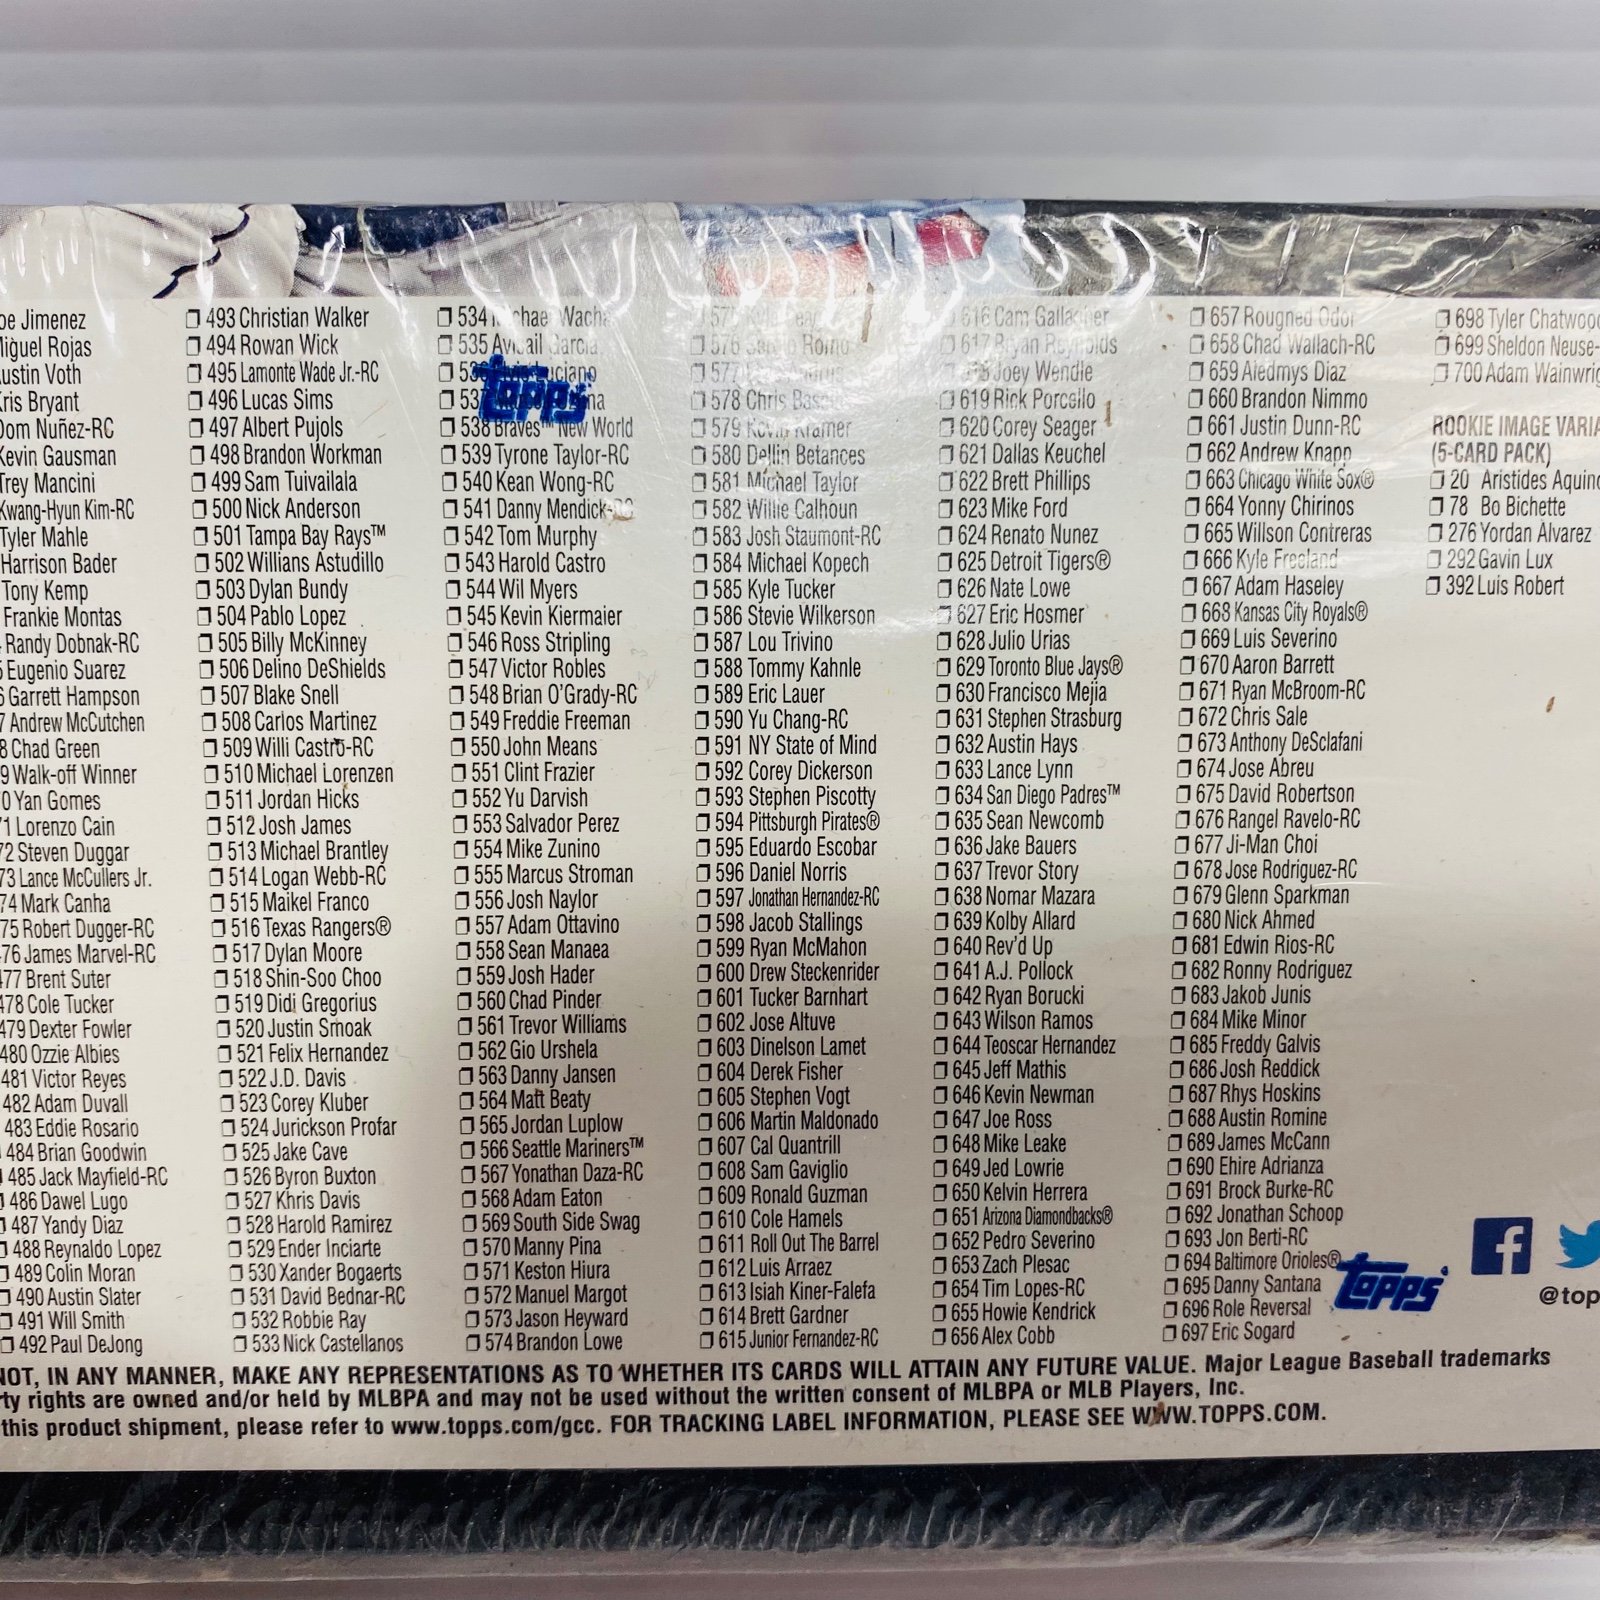 oe Jimenez
Miguel Rojas
ustin Voth
Kris Bryant
Dom Nuñez-RC
Kevin Gausman
Trey Mancini
Kwang-Hyun Kim-RC
Tyler Mahle
Harrison Bader
Tony Kemp
Frankie Montas
Randy Dobnak-RC
5 Eugenio Suarez
6 Garrett Hampson
7 Andrew McCutchen
8 Chad Green
9 Walk-off Winner
0 Yan Gomes
71 Lorenzo Cain
72 Steven Duggar
73 Lance McCullers Jr.
74 Mark Canha
75 Robert Dugger-RC
476 James Marvel-RC
477 Brent Suter
478 Cole Tucker
479 Dexter Fowler
480 Ozzie Albies
481 Victor Reyes
482 Adam Duvall
483 Eddie Rosario
484 Brian Goodwin
485 Jack Mayfield-RC
486 Dawel Lugo
487 Yandy Diaz
488 Reynaldo Lopez
489 Colin Moran
490 Austin Slater
491 Will Smith
492 Paul DeJong
493 Christian Walker
494 Rowan Wick
495 Lamonte Wade Jr.-RC
496 Lucas Sims
497 Albert Pujols
498 Brandon Workman
499 Sam Tuivailala
500 Nick Anderson
501 Tampa Bay Rays™
502 Willians Astudillo
503 Dylan Bundy
504 Pablo Lopez
505 Billy McKinney
506 Delino DeShields
507 Blake Snell
508 Carlos Martinez
509 Willi Castro-RC
510 Michael Lorenzen
511 Jordan Hicks
512 Josh James
513 Michael Brantley
514 Logan Webb-RC
515 Maikel Franco
516 Texas Rangers®
517 Dylan Moore
518 Shin-Soo Choo
519 Didi Gregorius
520 Justin Smoak
521 Felix Hernandez
522 J.D. Davis
523 Corey Kluber
524 Jurickson Profar
525 Jake Cave
526 Byron Buxton
527 Khris Davis
528 Harold Ramirez
529 Ender Inciarte
530 Xander Bogaerts
531 David Bednar-RC
532 Robbie Ray
533 Nick Castellanos
534 Michael Wacha
535 Avisail Garcia
topps
538 Braves™ New World
539 Tyrone Taylor-RC
540 Kean Wong-RC
541 Danny Mendick-RC
542 Tom Murphy
543 Harold Castro
544 Wil Myers
545 Kevin Kiermaier
546 Ross Stripling
547 Victor Robles
548 Brian O'Grady-RC
549 Freddie Freeman
550 John Means
551 Clint Frazier
552 Yu Darvish
553 Salvador Perez
554 Mike Zunino
555 Marcus Stroman
556 Josh Naylor
557 Adam Ottavino
558 Sean Manaea
559 Josh Hader
560 Chad Pinder
561 Trevor Williams
562 Gio Urshela
563 Danny Jansen
564 Matt Beaty
565 Jordan Luplow
566 Seattle Mariners™
567 Yonathan Daza-RC
568 Adam Eaton
569 South Side Swag
570 Manny Pina
571 Keston Hiura
572 Manuel Margot
573 Jason Heyward
574 Brandon Lowe
575 Kyle
576 Sergio Romo
577
578 Chris
579 Kevin Kramer
580 Dellin Betances
581 Michael Taylor
582 Willie Calhoun
583 Josh Staumont-RC
584 Michael Kopech
585 Kyle Tucker
586 Stevie Wilkerson
587 Lou Trivino
588 Tommy Kahnle
589 Eric Lauer
590 Yu Chang-RC
591 NY State of Mind
592 Corey Dickerson
593 Stephen Piscotty
594 Pittsburgh Pirates®
595 Eduardo Escobar
596 Daniel Norris
597 Jonathan Hernandez-RC
598 Jacob Stallings
599 Ryan McMahon
600 Drew Steckenrider
601 Tucker Barnhart
602 Jose Altuve
603 Dinelson Lamet
604 Derek Fisher
605 Stephen Vogt
606 Martin Maldonado
607 Cal Quantrill
608 Sam Gaviglio
609 Ronald Guzman
610 Cole Hamels
611 Roll Out The Barrel
612 Luis Arraez
613 Isiah Kiner-Falefa
614 Brett Gardner
615 Junior Fernandez-RC
616 Cam Gallagher
617 Bryan Reynolds
Joey Wendle
619 Rick Porcello
620 Corey Seager
621 Dallas Keuchel
622 Brett Phillips
623 Mike Ford
624 Renato Nunez
625 Detroit Tigers®
626 Nate Lowe
627 Eric Hosmer
628 Julio Urias
629 Toronto Blue Jays®
630 Francisco Mejia
631 Stephen Strasburg
632 Austin Hays
633 Lance Lynn
634 San Diego Padres™
635 Sean Newcomb
636 Jake Bauers
637 Trevor Story
638 Nomar Mazara
639 Kolby Allard
640 Rev'd Up
641 A.J. Pollock
642 Ryan Borucki
643 Wilson Ramos
644 Teoscar Hernandez
645 Jeff Mathis
646 Kevin Newman
647 Joe Ross
648 Mike Leake
649 Jed Lowrie
650 Kelvin Herrera
651 Arizona Diamondbacks®
652 Pedro Severino
653 Zach Plesac
654 Tim Lopes-RC
655 Howie Kendrick
656 Alex Cobb
657 Rougned Odor
658 Chad Wallach-RC
659 Aledmys Diaz
660 Brandon Nimmo
661 Justin Dunn-RC
662 Andrew Knapp
663 Chicago White Sox®
664 Yonny Chirinos
665 Willson Contreras
666 Kyle Freeland
667 Adam Haseley
668 Kansas City Royals®
669 Luis Severino
670 Aaron Barrett
671 Ryan McBroom-RC
672 Chris Sale
673 Anthony DeSclafani
674 Jose Abreu
675 David Robertson
676 Rangel Ravelo-RC
677 Ji-Man Choi
678 Jose Rodriguez-RC
679 Glenn Sparkman
680 Nick Ahmed
681 Edwin Rios-RC
682 Ronny Rodriguez
683 Jakob Junis
684 Mike Minor
685 Freddy Galvis
686 Josh Reddick
687 Rhys Hoskins
688 Austin Romine
689 James McCann
690 Ehire Adrianza
691 Brock Burke-RC
692 Jonathan Schoop
693 Jon Berti-RC
694 Baltimore Orioles®
695 Danny Santana
696 Role Reversal
697 Eric Sogard
topps
698 Tyler Chatwood
699 Sheldon Neuse-
700 Adam Wainwrig
ROOKIE IMAGE VARIA
(5-CARD PACK)
20 Aristides Aquino
78 Bo Bichette
276 Yordan Alvarez
292 Gavin Lux
392 Luis Robert
@top
NOT, IN ANY MANNER, MAKE ANY REPRESENTATIONS AS TO WHETHER ITS CARDS WILL ATTAIN ANY FUTURE VALUE. Major League Baseball trademarks
rty rights are owned and/or held by MLBPA and may not be used without the written consent of MLBPA or MLB Players, Inc.
this product shipment, please refer to www.topps.com/gcc. FOR TRACKING LABEL INFORMATION, PLEASE SEE WWW.TOPPS.COM.